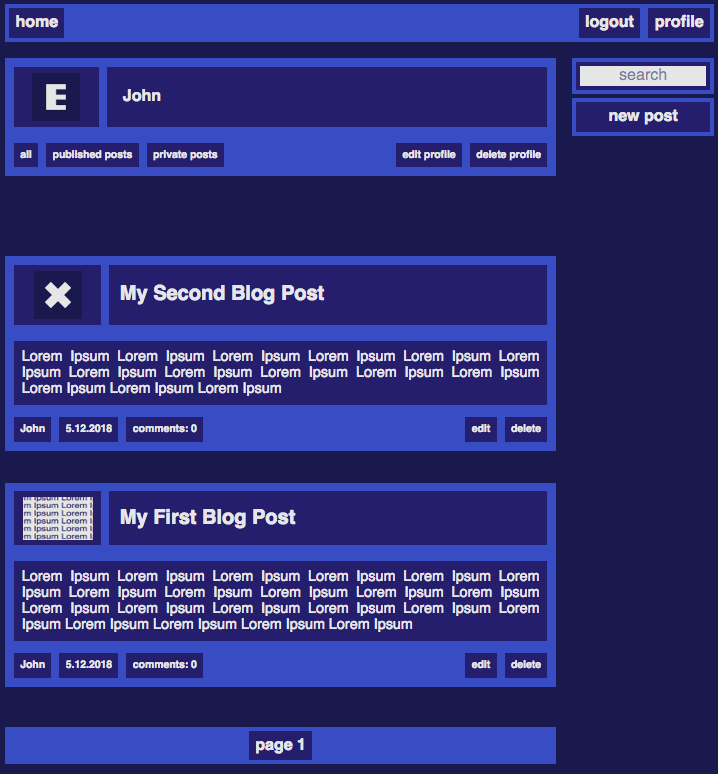 home logout profile
search
E John
new post
all published posts private posts edit profile delete profile
My Second Blog Post
Lorem Ipsum Lorem Ipsum Lorem Ipsum Lorem Ipsum Lorem Ipsum Lorem
Ipsum Lorem Ipsum Lorem Ipsum Lorem Ipsum Lorem Ipsum Lorem Ipsum
Lorem Ipsum Lorem Ipsum Lorem Ipsum
John 5.12.2018 comments: 0 edit delete
m Ipsum Lorem I
m Ipsum Lorem I
m Ipsum Lorem I
m Ipsum Lorem I
m Ipsum Lorem I
m Ipsum Lorem I
My First Blog Post
Lorem Ipsum Lorem Ipsum Lorem Ipsum Lorem Ipsum Lorem Ipsum Lorem
Ipsum Lorem Ipsum Lorem Ipsum Lorem Ipsum Lorem Ipsum Lorem Ipsum
Lorem Ipsum Lorem Ipsum Lorem Ipsum Lorem Ipsum Lorem Ipsum Lorem
Ipsum Lorem Ipsum Lorem Ipsum Lorem Ipsum Lorem Ipsum
John 5.12.2018 comments: 0 edit delete
page 1